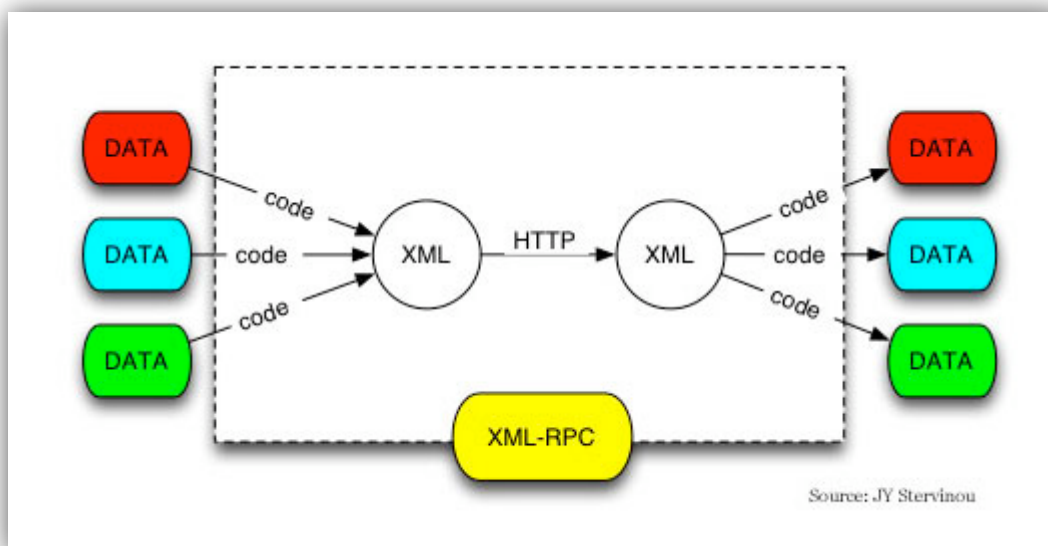 DATA
DATA
code
code
DATA
XML
HTTP
XML
code
DATA
code
code
DATA
code
DATA
XML-RPC
Source: JY Stervinou